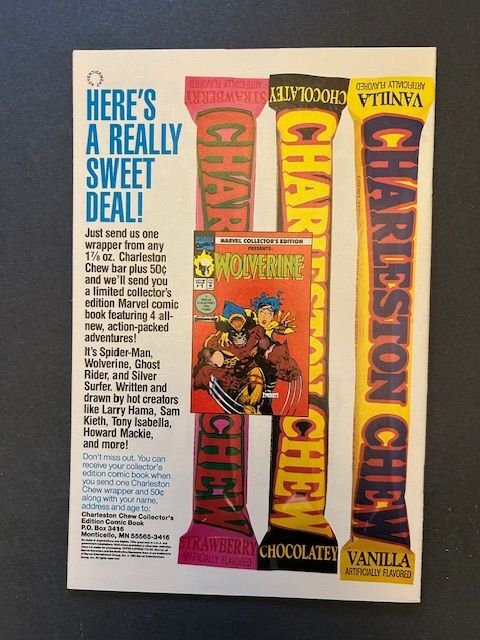 ADVERTISEMENT
HERE'S
A REALLY
SWEET
DEAL!
Just send us one
wrapper from any
1⅞ oz. Charleston
Chew bar plus 50¢
and we'll send you
a limited collector's
edition Marvel comic
book featuring 4 all-
new, action-packed
adventures!
It's Spider-Man,
Wolverine, Ghost
Rider, and Silver
Surfer. Written and
drawn by hot creators
like Larry Hama, Sam
Kieth, Tony Isabella,
Howard Mackie,
and more!
Don't miss out. You can
receive your collector's
edition comic book when
you send one Charleston
Chew wrapper and 50¢
along with your name,
address and age to:
Charleston Chew Collector's
Edition Comic Book
P.O. Box 3416
Monticello, MN 55565-3416
STRAWBERRY
ARTIFICIALLY FLAVORED
CHARLESTON CHEW
STRAWBERRY
ARTIFICIALLY FLAVORED
CHOCOLATEY
CHARLESTON CHEW
CHOCOLATEY
VANILLA
ARTIFICIALLY FLAVORED
CHARLESTON CHEW
VANILLA
ARTIFICIALLY FLAVORED
MARVEL COLLECTOR'S EDITION
PRESENTS:
WOLVERINE
#1